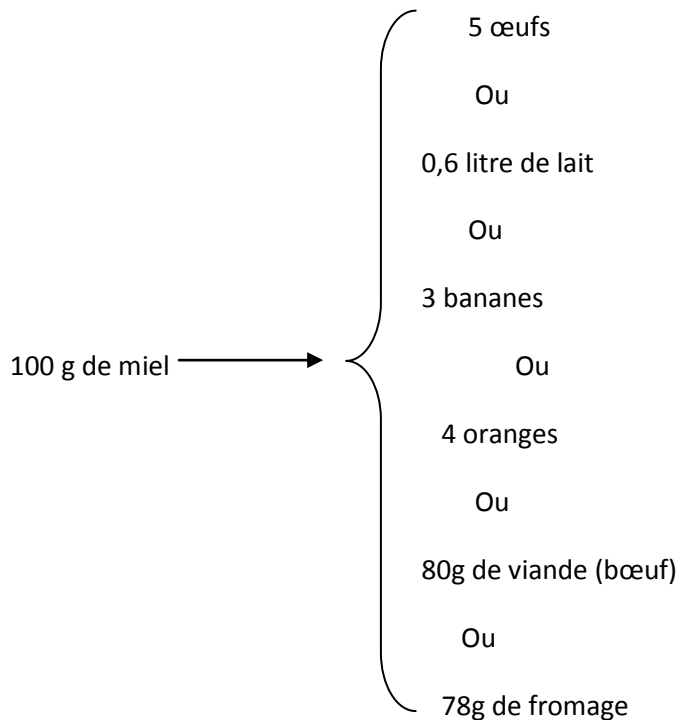 5 œufs
Ou
0,6 litre de lait
Ou
3 bananes
100 g de miel
Ou
4 oranges
Ou
80g de viande (bœuf)
Ou
78g de fromage